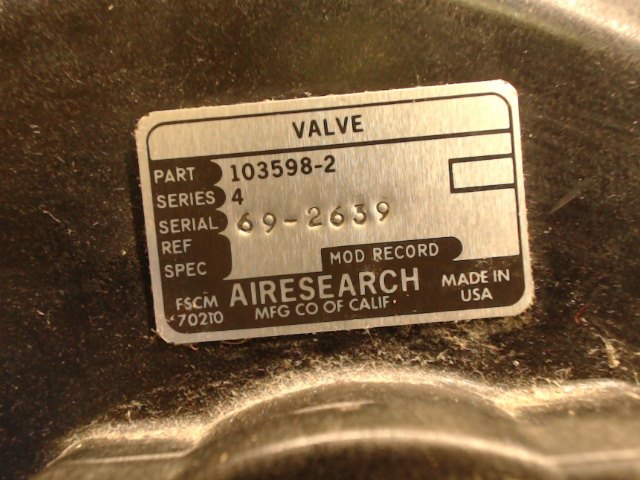 VALVE
PART 103598-2
SERIES 4
SERIAL 69-2639
REF
SPEC
MOD RECORD
FSCM 70210
AIRESEARCH
MFG CO OF CALIF.
MADE IN
USA